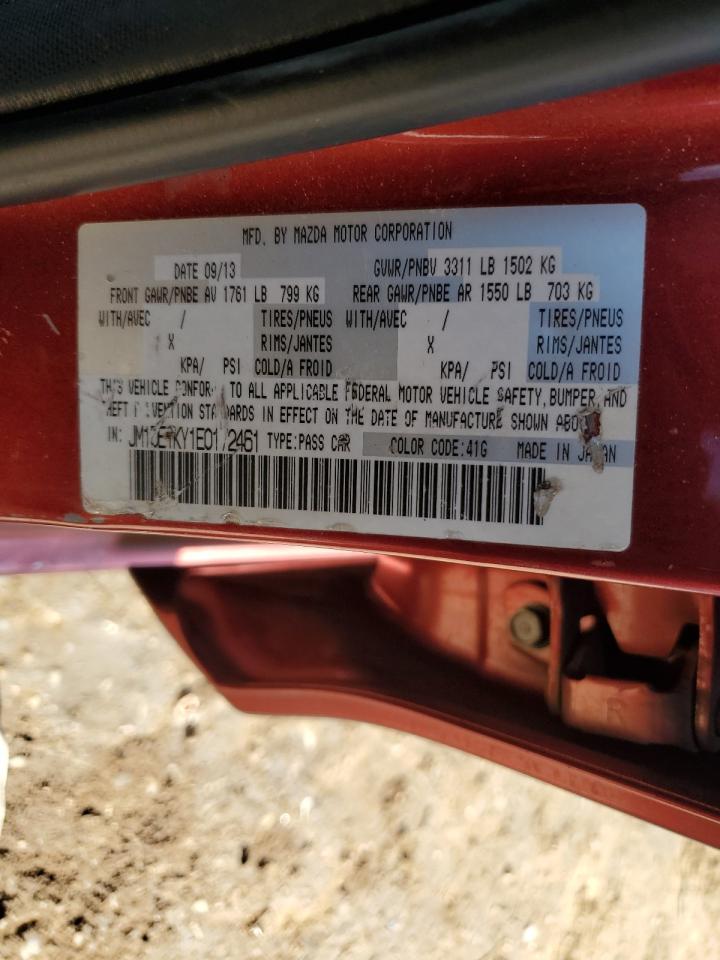 MFD. BY MAZDA MOTOR CORPORATION
DATE 09/13 GVWR/PNBV 3311 LB 1502 KG
FRONT GAWR/PNBE AV 1761 LB 799 KG REAR GAWR/PNBE AR 1550 LB 703 KG
WITH/AVEC / TIRES/PNEUS WITH/AVEC / TIRES/PNEUS
X RIMS/JANTES X RIMS/JANTES
KPA/ PSI COLD/A FROID KPA/ PSI COLD/A FROID
THIS VEHICLE TO ALL APPLICABLE FEDERAL MOTOR VEHICLE SAFETY, BUMPER, AND
IN EFFECT ON THE DATE OF MANUFACTURE SHOWN
IN: TYPE:PASS CAR COLOR CODE:41G MADE IN JAPAN
R